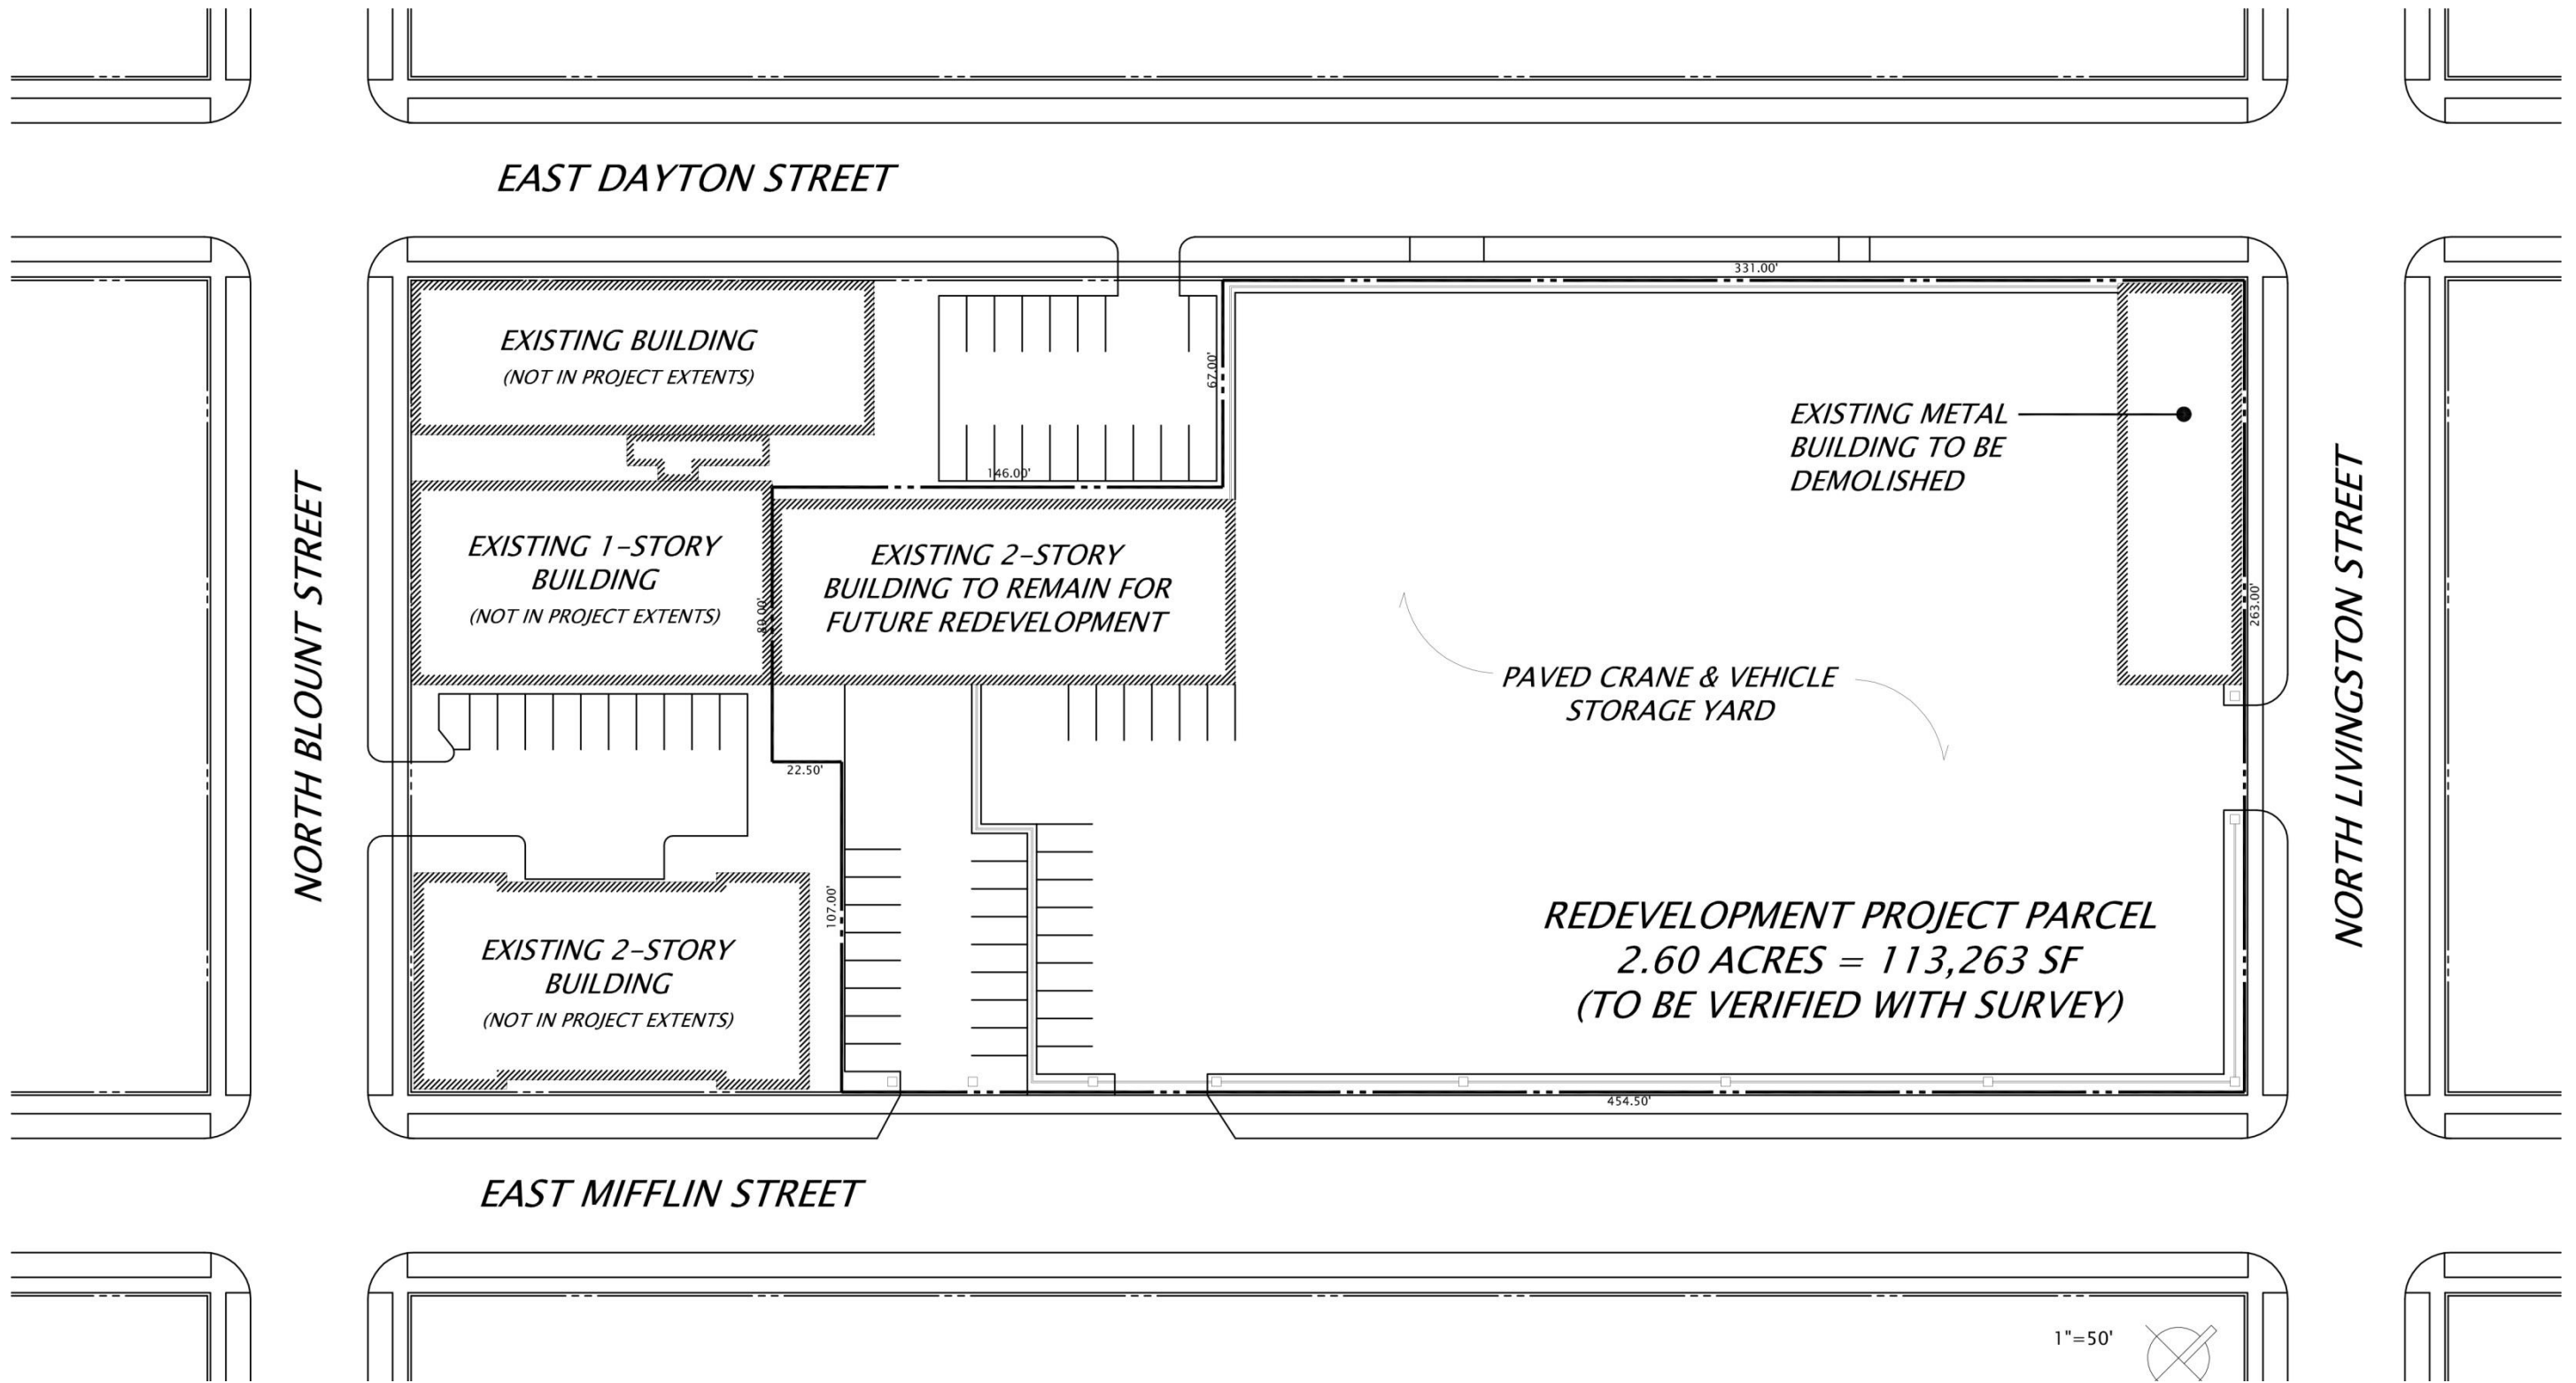 EAST DAYTON STREET
331.00'
EXISTING BUILDING
(NOT IN PROJECT EXTENTS)
67.00'
EXISTING METAL
BUILDING TO BE
DEMOLISHED
146.00'
NORTH BLOUNT STREET
EXISTING 1-STORY
BUILDING
(NOT IN PROJECT EXTENTS)
89.00'
EXISTING 2-STORY
BUILDING TO REMAIN FOR
FUTURE REDEVELOPMENT
263.00'
NORTH LIVINGSTON STREET
PAVED CRANE & VEHICLE
STORAGE YARD
22.50'
107.00'
EXISTING 2-STORY
BUILDING
(NOT IN PROJECT EXTENTS)
REDEVELOPMENT PROJECT PARCEL
2.60 ACRES = 113,263 SF
(TO BE VERIFIED WITH SURVEY)
454.50'
EAST MIFFLIN STREET
1"=50'